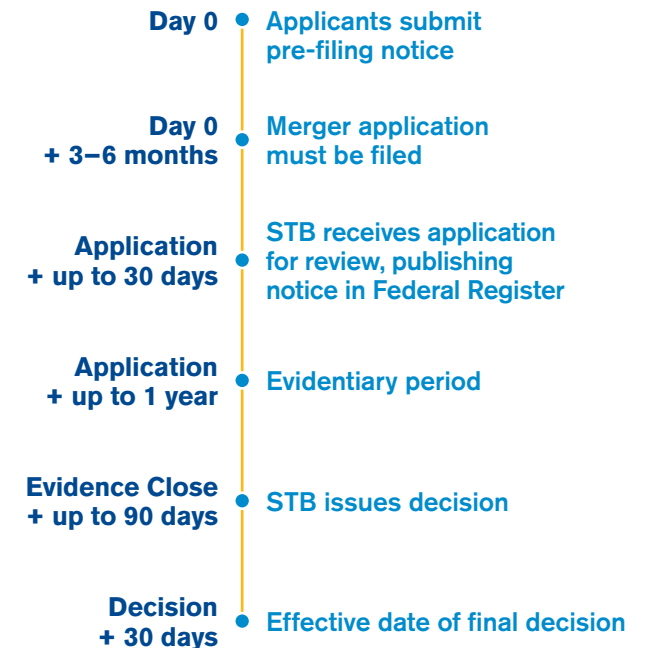 Day 0
Applicants submit
pre-filing notice
Day 0
+ 3–6 months
Merger application
must be filed
Application
+ up to 30 days
STB receives application
for review, publishing
notice in Federal Register
Application
+ up to 1 year
Evidentiary period
Evidence Close
+ up to 90 days
STB issues decision
Decision
+ 30 days
Effective date of final decision